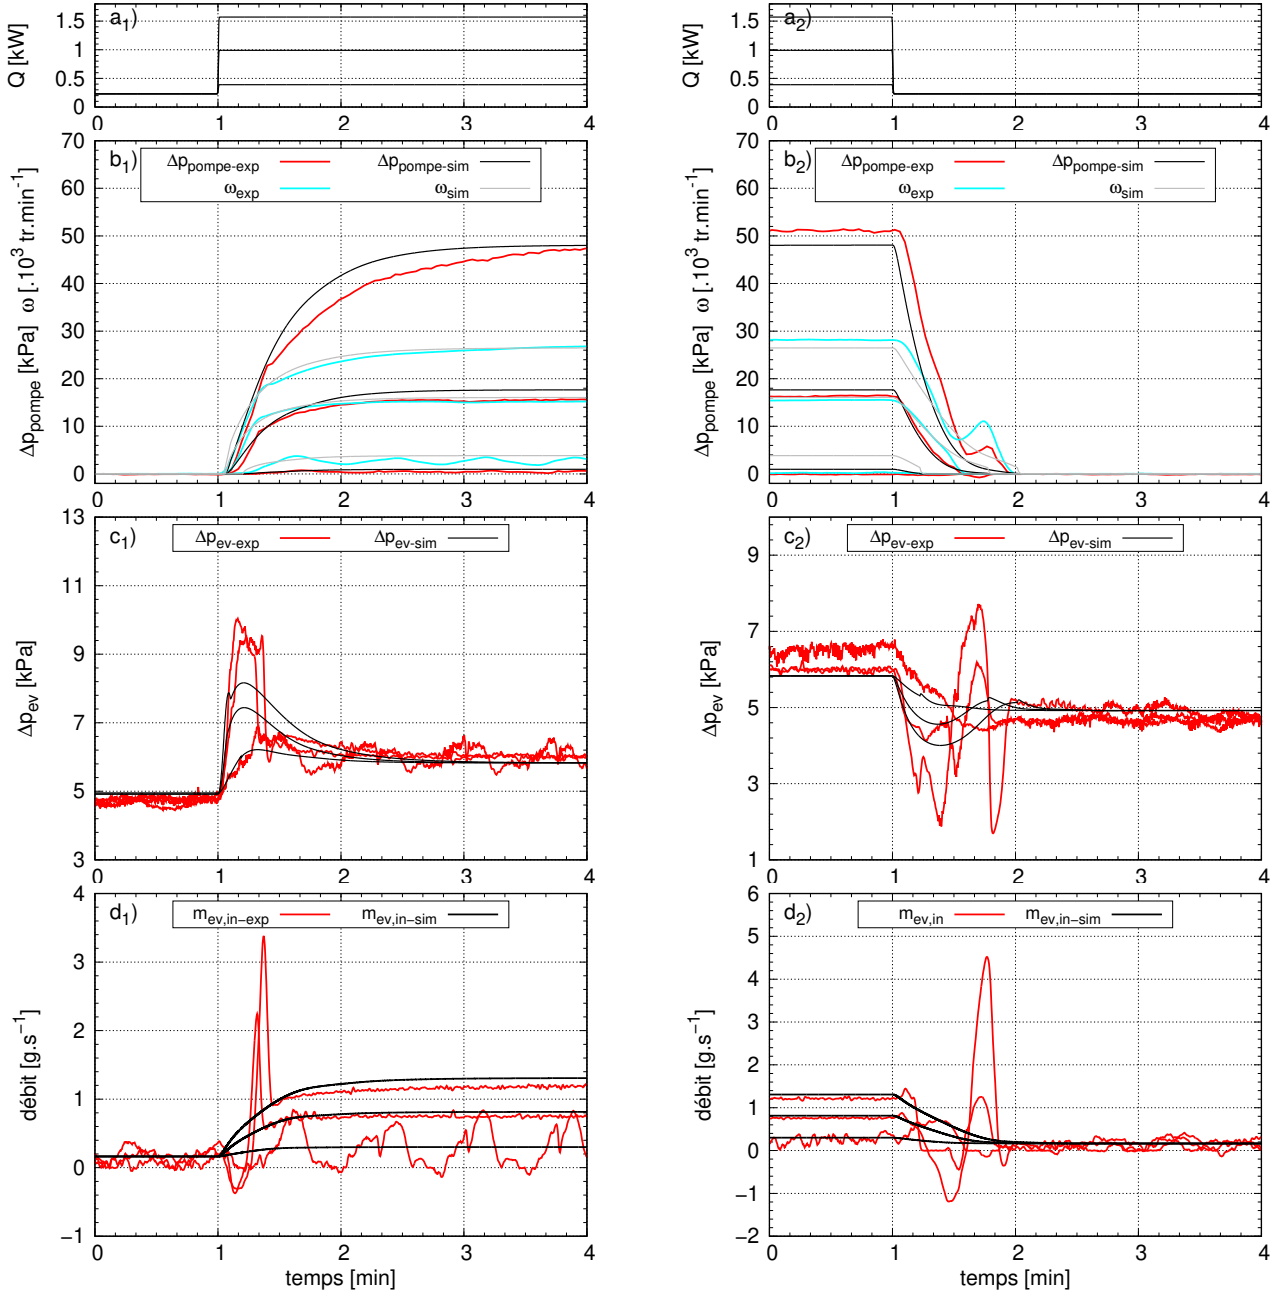 a1)
Q [kW]
1.5
1
0.5
0
0 1 2 3 4
b1)
Δppompe-exp Δppompe-sim
ωexp ωsim
Δppompe [kPa] ω [.10³ tr.min-1]
70
60
50
40
30
20
10
0
0 1 2 3 4
c1)
Δpev-exp Δpev-sim
Δpev [kPa]
13
11
9
7
5
3
0 1 2 3 4
d1)
mev,in−exp mev,in−sim
débit [g.s−1]
4
3
2
1
0
−1
0 1 2 3 4
temps [min]
a2)
Q [kW]
1.5
1
0.5
0
0 1 2 3 4
b2)
Δppompe-exp Δppompe-sim
ωexp ωsim
Δppompe [kPa] ω [.10³ tr.min-1]
70
60
50
40
30
20
10
0
0 1 2 3 4
c2)
Δpev-exp Δpev-sim
Δpev [kPa]
9
7
5
3
1
0 1 2 3 4
d2)
mev,in mev,in−sim
débit [g.s−1]
6
5
4
3
2
1
0
−1
−2
0 1 2 3 4
temps [min]